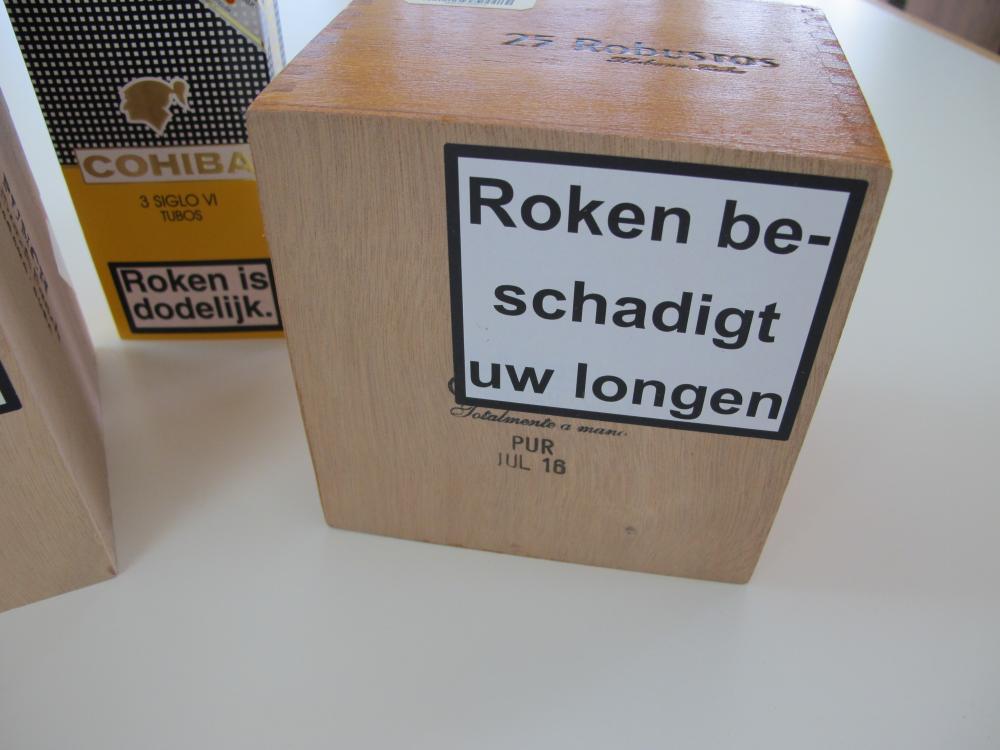 COHIBA
3 SIGLO VI
TUBOS
Roken is
dodelijk.
25 Robustos
Roken be-
schadigt
uw longen
Totalmente a mano
PUR
JUL 16